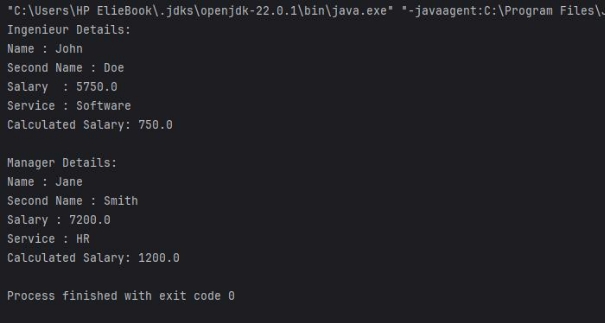 "C:\Users\HP ElieBook\.jdks\openjdk-22.0.1\bin\java.exe" "-javaagent:C:\Program Files\
Ingenieur Details:
Name : John
Second Name : Doe
Salary  : 5750.0
Service : Software
Calculated Salary: 750.0
Manager Details:
Name : Jane
Second Name : Smith
Salary : 7200.0
Service : HR
Calculated Salary: 1200.0
Process finished with exit code 0